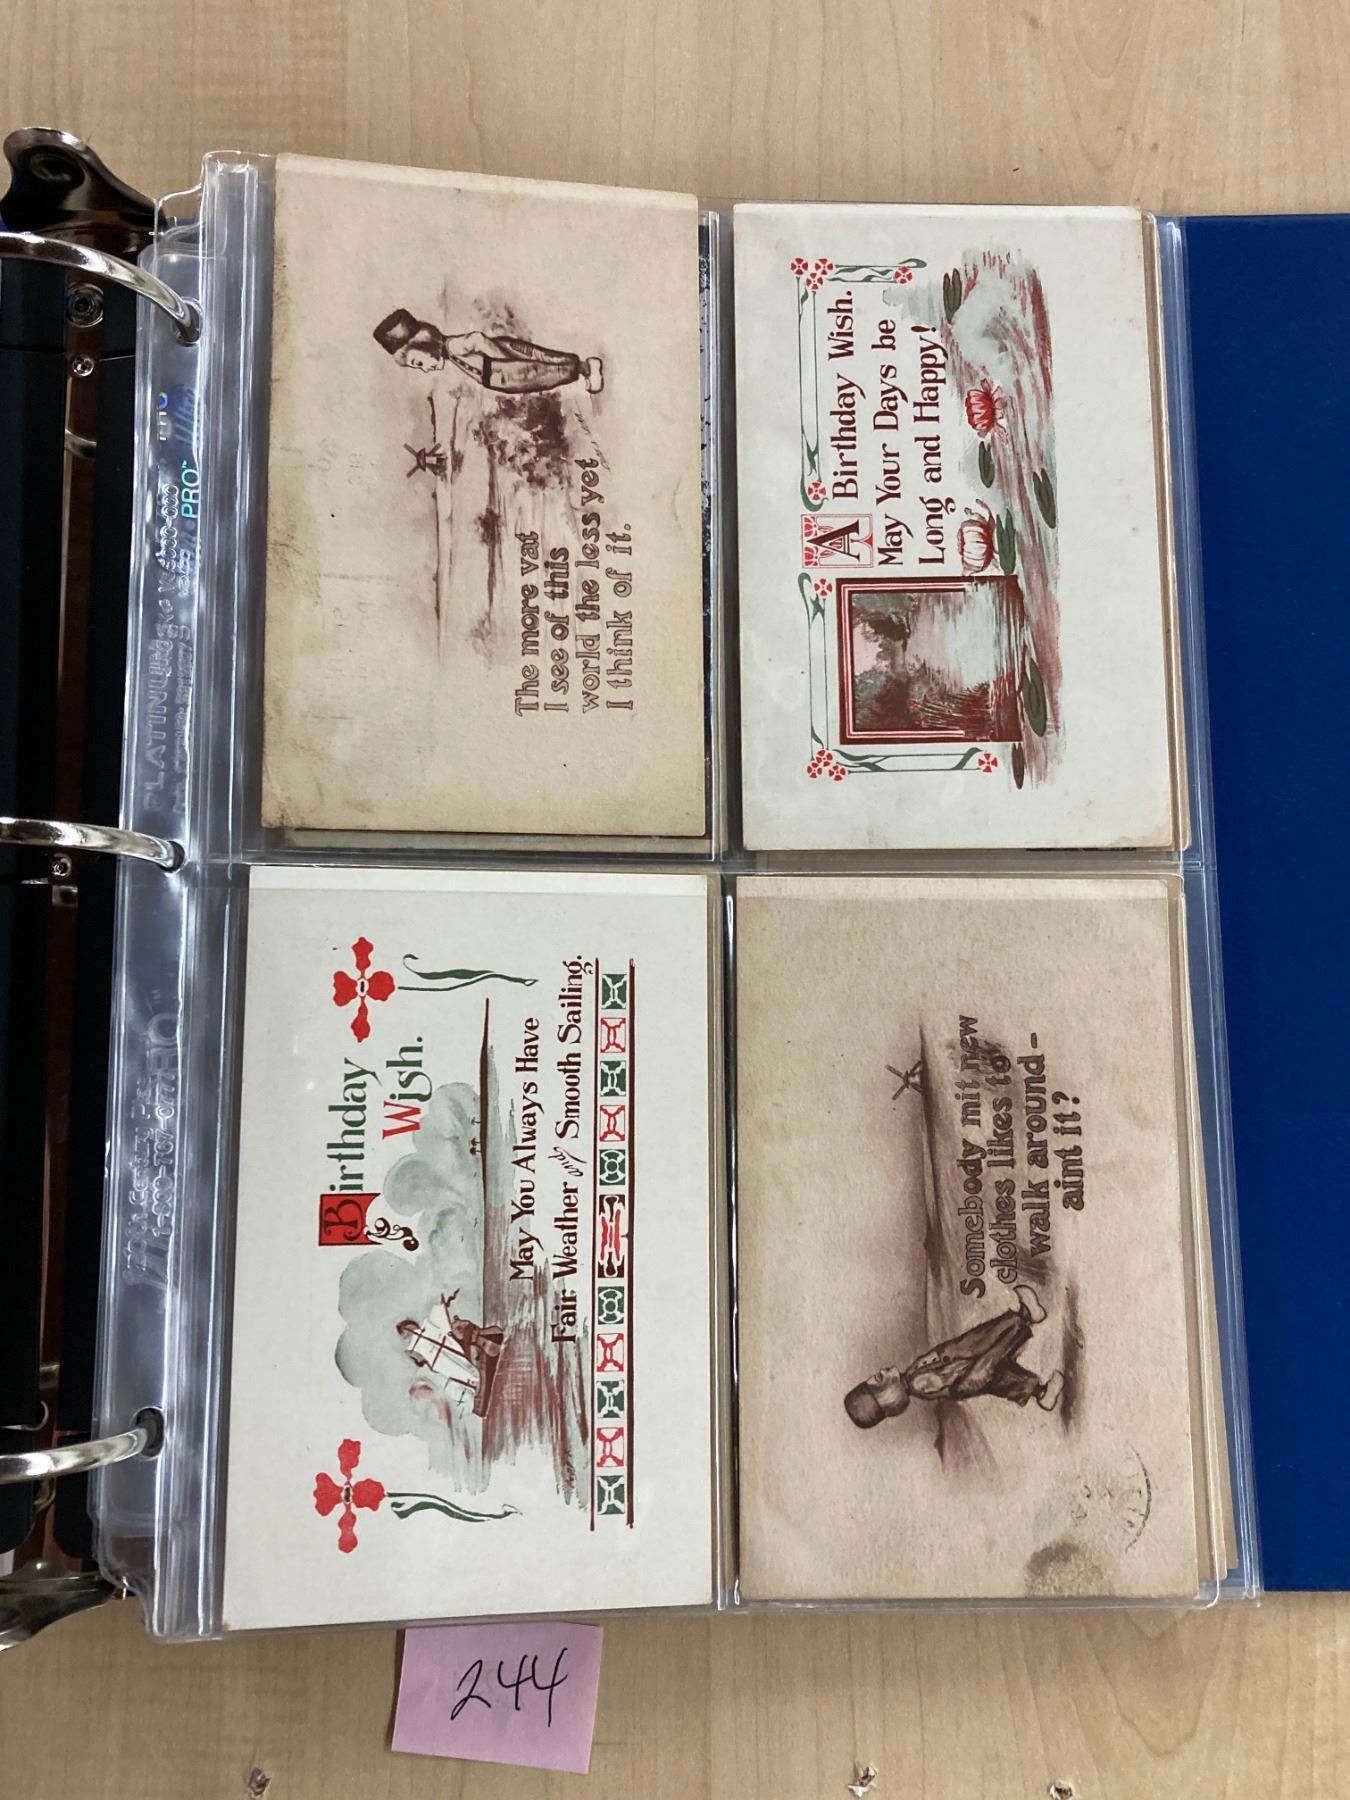 The more vat
I see of this
world the less yet
I think of it.
A Birthday Wish.
May Your Days be
Long and Happy!
Birthday
Wish.
May You Always Have
Fair Weather and Smooth Sailing.
Somebody mit new
clothes likes to
walk around-
aint it?
244
PRO™
PLATINUM